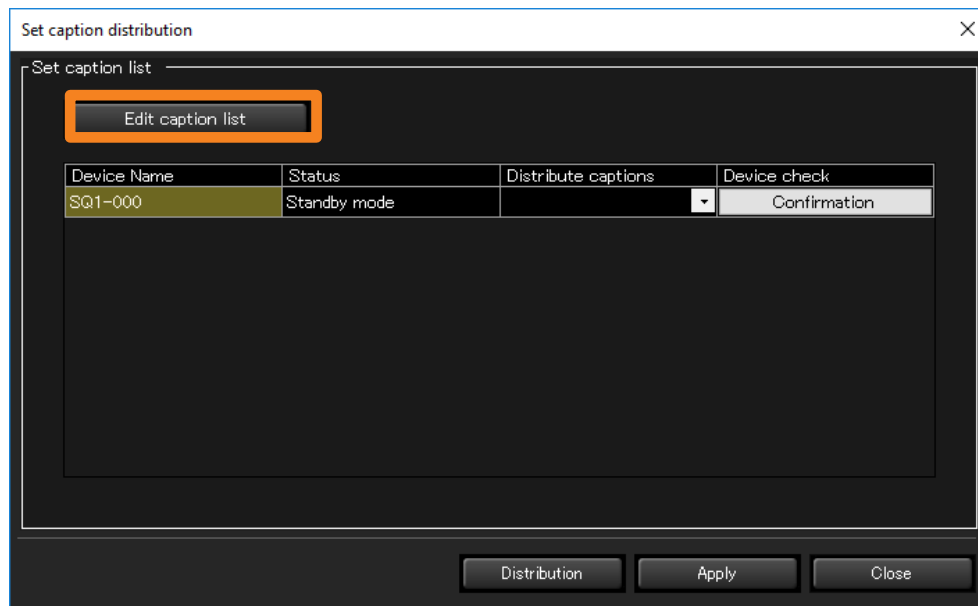 Set caption distribution
Set caption list
Edit caption list
Device Name Status Distribute captions Device check
SQ1-000 Standby mode Confirmation
Distribution Apply Close